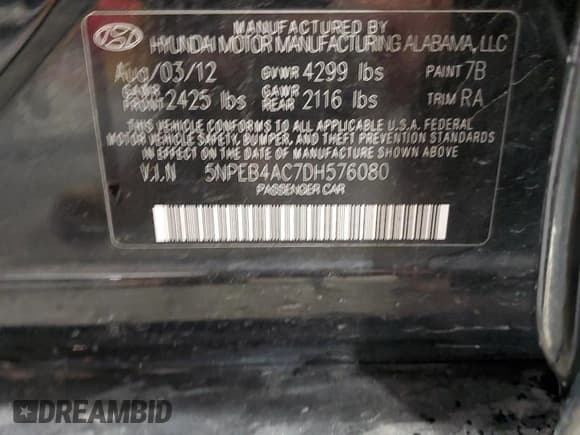 MANUFACTURED BY
HYUNDAI MOTOR MANUFACTURING ALABAMA, LLC
Aug/03/12 GVWR 4299 lbs PAINT 7B
GAWR FRONT 2425 lbs GAWR REAR 2116 lbs TRIM RA
THIS VEHICLE CONFORMS TO ALL APPLICABLE U.S.A. FEDERAL
MOTOR VEHICLE SAFETY, BUMPER, AND THEFT PREVENTION STANDARDS
IN EFFECT ON THE DATE OF MANUFACTURE SHOWN ABOVE.
V.I.N 5NPEB4AC7DH576080
PASSENGER CAR
DREAMBID